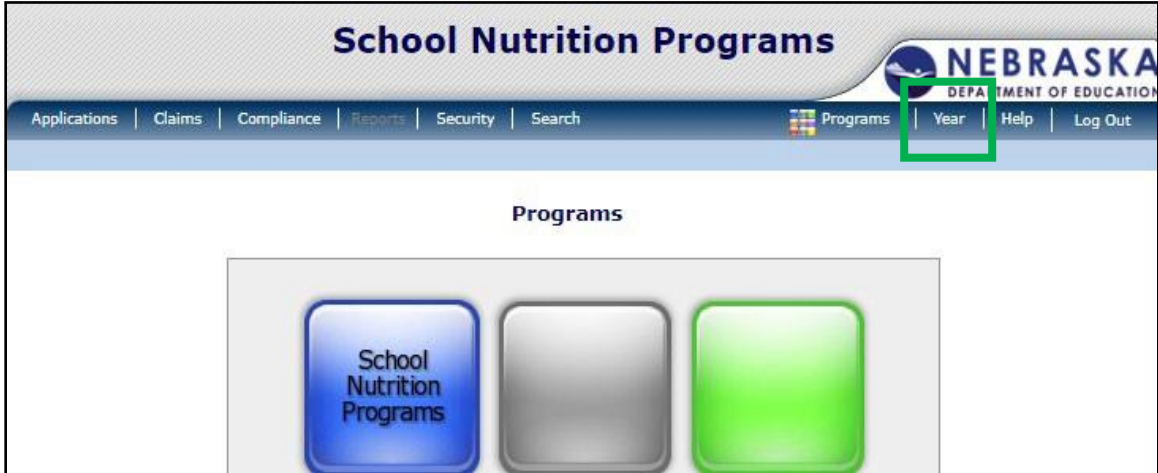 School Nutrition Programs
NEBRASKA
DEPARTMENT OF EDUCATION
Applications | Claims | Compliance | Reports | Security | Search Programs | Year | Help | Log Out
Programs
School
Nutrition
Programs